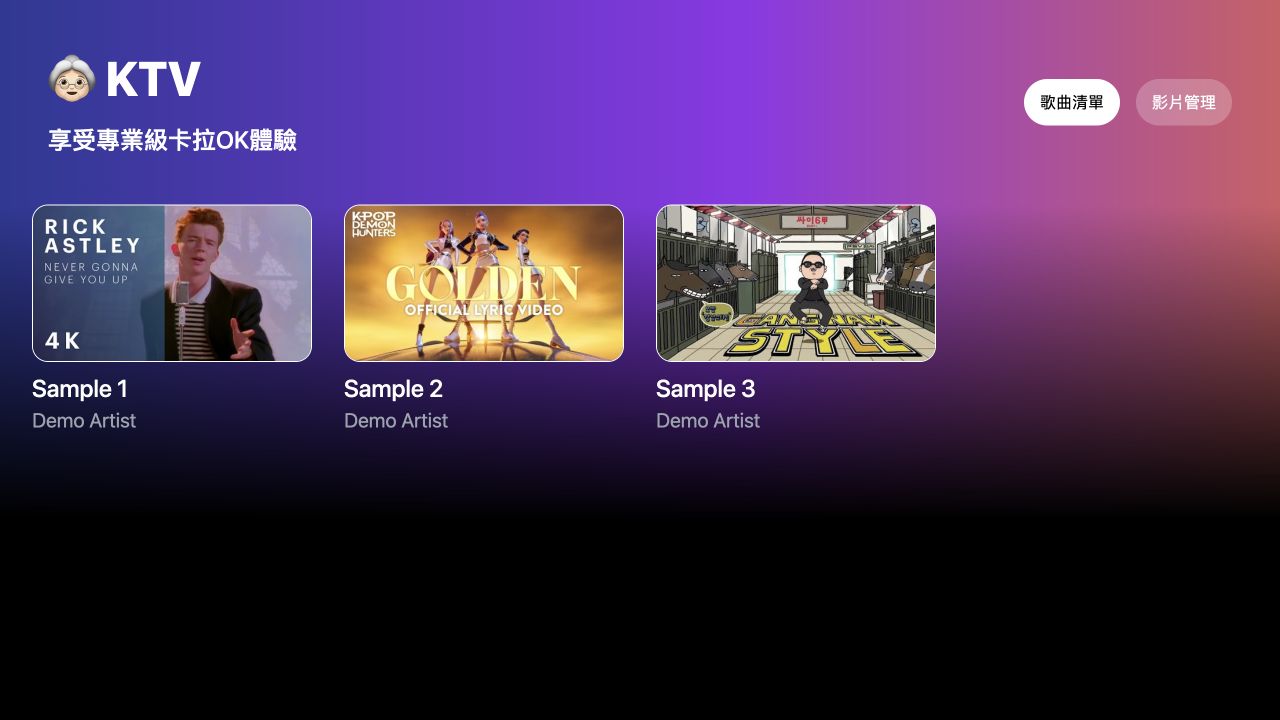 👵🏻 KTV
享受專業級卡拉OK體驗
歌曲清單
影片管理
RICK
ASTLEY
NEVER GONNA
GIVE YOU UP
4K
K-POP
DEMON
HUNTERS
GOLDEN
OFFICIAL LYRIC VIDEO
싸이6甲
GANGNAM
STYLE
Sample 1
Demo Artist
Sample 2
Demo Artist
Sample 3
Demo Artist